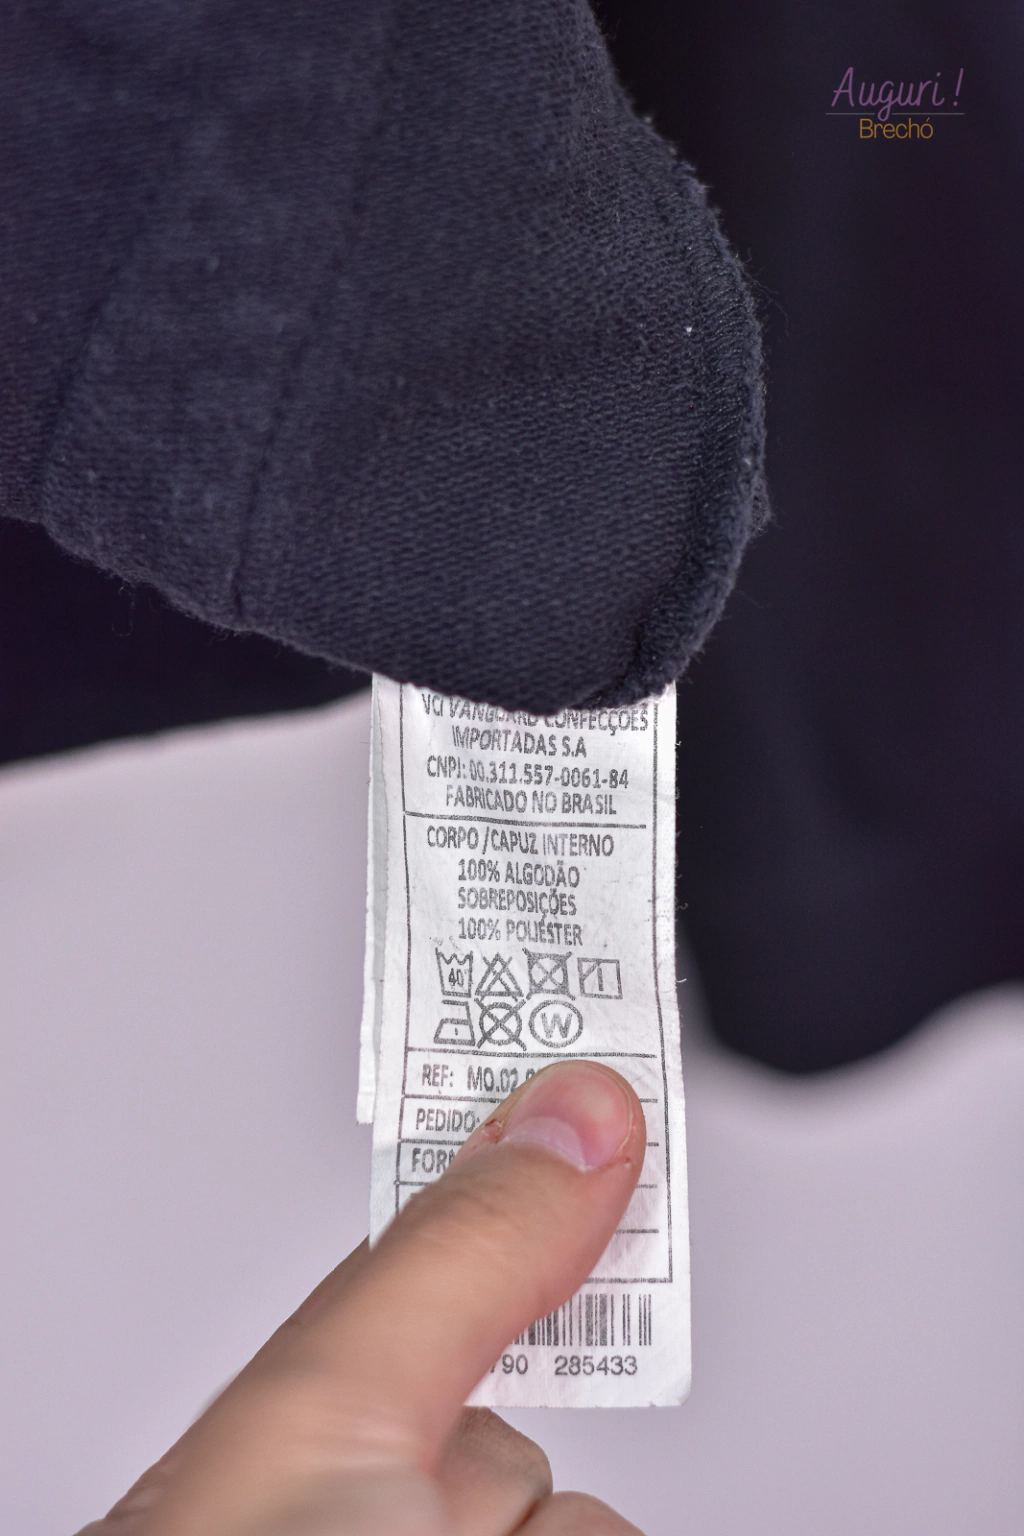 Auguri!
Brechó
VCI VANGUARD CONFECÇÕES
IMPORTADAS S.A
CNPJ: 00.311.557-0061-84
FABRICADO NO BRASIL
CORPO /CAPUZ INTERNO
100% ALGODÃO
SOBREPOSIÇÕES
100% POLIÉSTER
40
W
REF: MO.02
PEDIDO:
790 285433